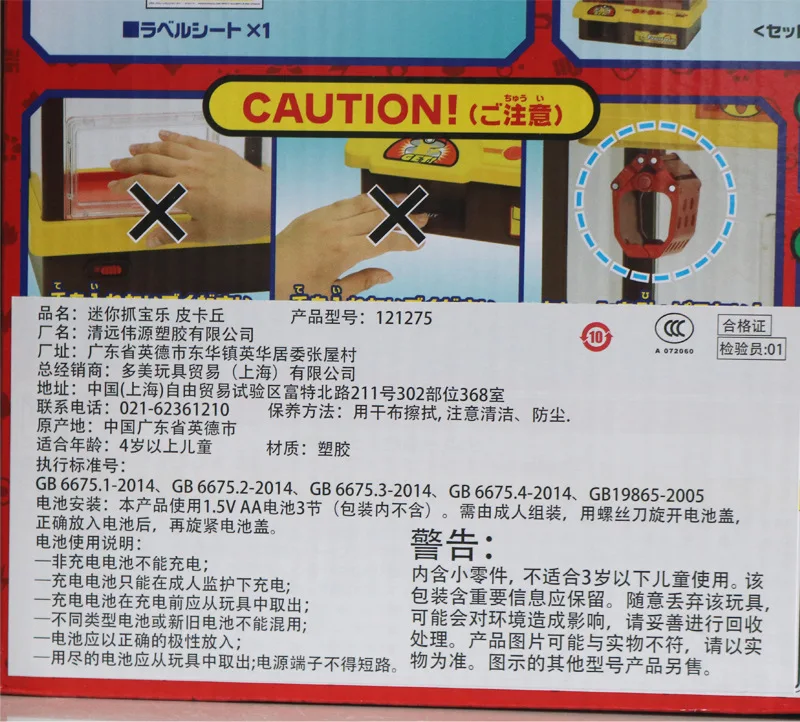 ■ラベルシート×1
<セッ
CAUTION!(ご注意)
ちゅう い
GET!
品名：迷你抓宝乐 皮卡丘 产品型号：121275
厂名：清远伟源塑胶有限公司
厂址：广东省英德市东华镇英华居委张屋村
总经销商：多美玩具贸易（上海）有限公司
地址：中国(上海)自由贸易试验区富特北路211号302部位368室
联系电话：021-62361210 保养方法：用干布擦拭, 注意清洁、防尘.
原产地：中国广东省英德市
适合年龄：4岁以上儿童 材质：塑胶
执行标准号：
GB 6675.1-2014、GB 6675.2-2014、GB 6675.3-2014、GB 6675.4-2014、GB19865-2005
电池安装：本产品使用1.5V AA电池3节（包装内不含）。需由成人组装，用螺丝刀旋开电池盖，
正确放入电池后，再旋紧电池盖。
10
CCC
A 072060
合格证
检验员:01
电池使用说明：
—非充电电池不能充电；
—充电电池只能在成人监护下充电；
—充电电池在充电前应从玩具中取出；
—不同类型电池或新旧电池不能混用；
—电池应以正确的极性放入；
—用尽的电池应从玩具中取出;电源端子不得短路。
警告：
内含小零件，不适合3岁以下儿童使用。该
包装含重要信息应保留。随意丢弃该玩具，
可能会对环境造成影响，请妥善进行回收
处理。产品图片可能与实物不符，请以实
物为准。图示的其他型号产品另售。